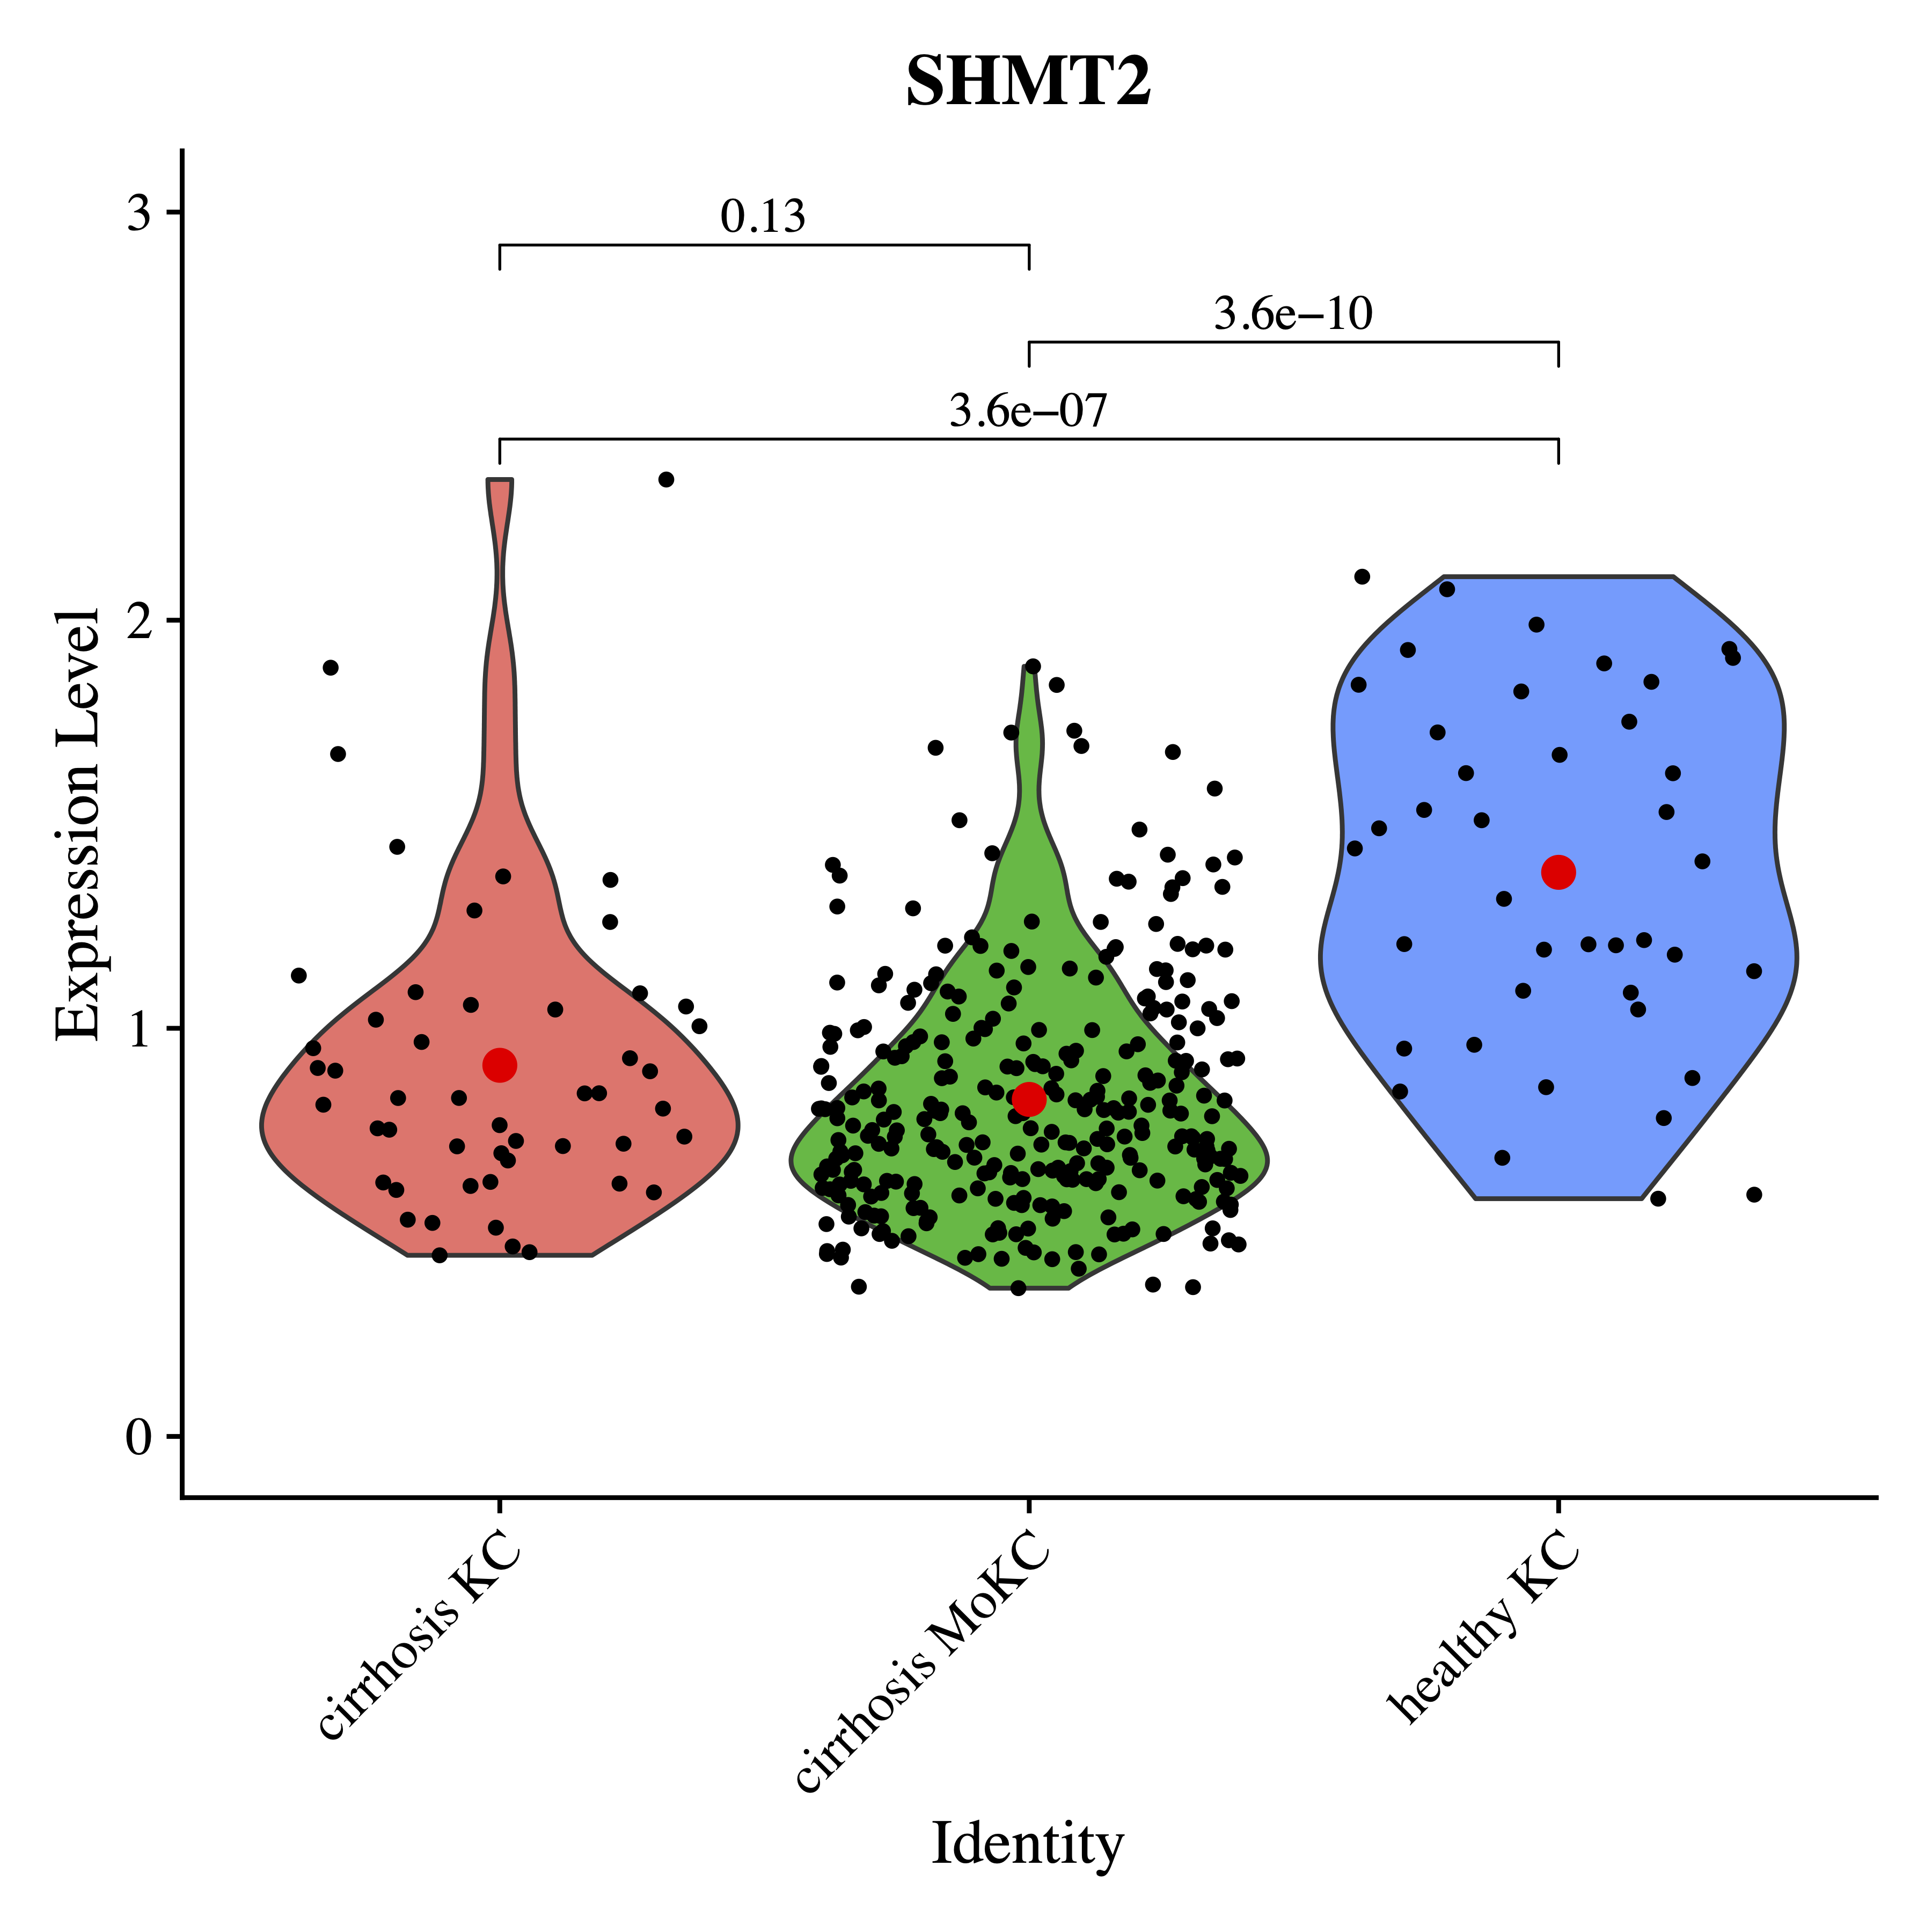 SHMT2
3
0.13
3.6e−10
3.6e−07
2
1
0
Expression Level
cirrhosis KC
cirrhosis MoKC
healthy KC
Identity